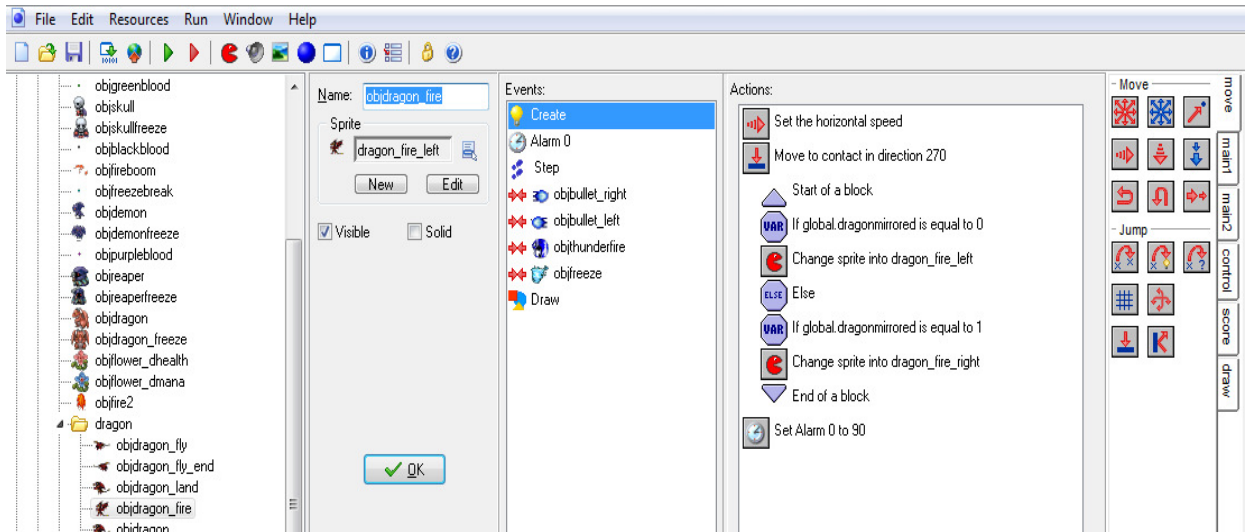 File Edit Resources Run Window Help
objgreenblood
objskull
objskullfreeze
objblackblood
objfireboom
objfreezebreak
objdemon
objdemonfreeze
objpurpleblood
objreaper
objreaperfreeze
objdragon
objdragon_freeze
objflower_dhealth
objflower_dmana
objfire2
dragon
objdragon_fly
objdragon_fly_end
objdragon_land
objdragon_fire
objdragon
Name: objdragon_fire
Sprite
dragon_fire_left
New Edit
Visible Solid
OK
Events:
Create
Alarm 0
Step
objbullet_right
objbullet_left
objthunderfire
objfreeze
Draw
Actions:
Set the horizontal speed
Move to contact in direction 270
Start of a block
VAR If global.dragonmirrored is equal to 0
Change sprite into dragon_fire_left
ELSE Else
VAR If global.dragonmirrored is equal to 1
Change sprite into dragon_fire_right
End of a block
Set Alarm 0 to 90
Move
Jump
move
main1
main2
control
score
draw